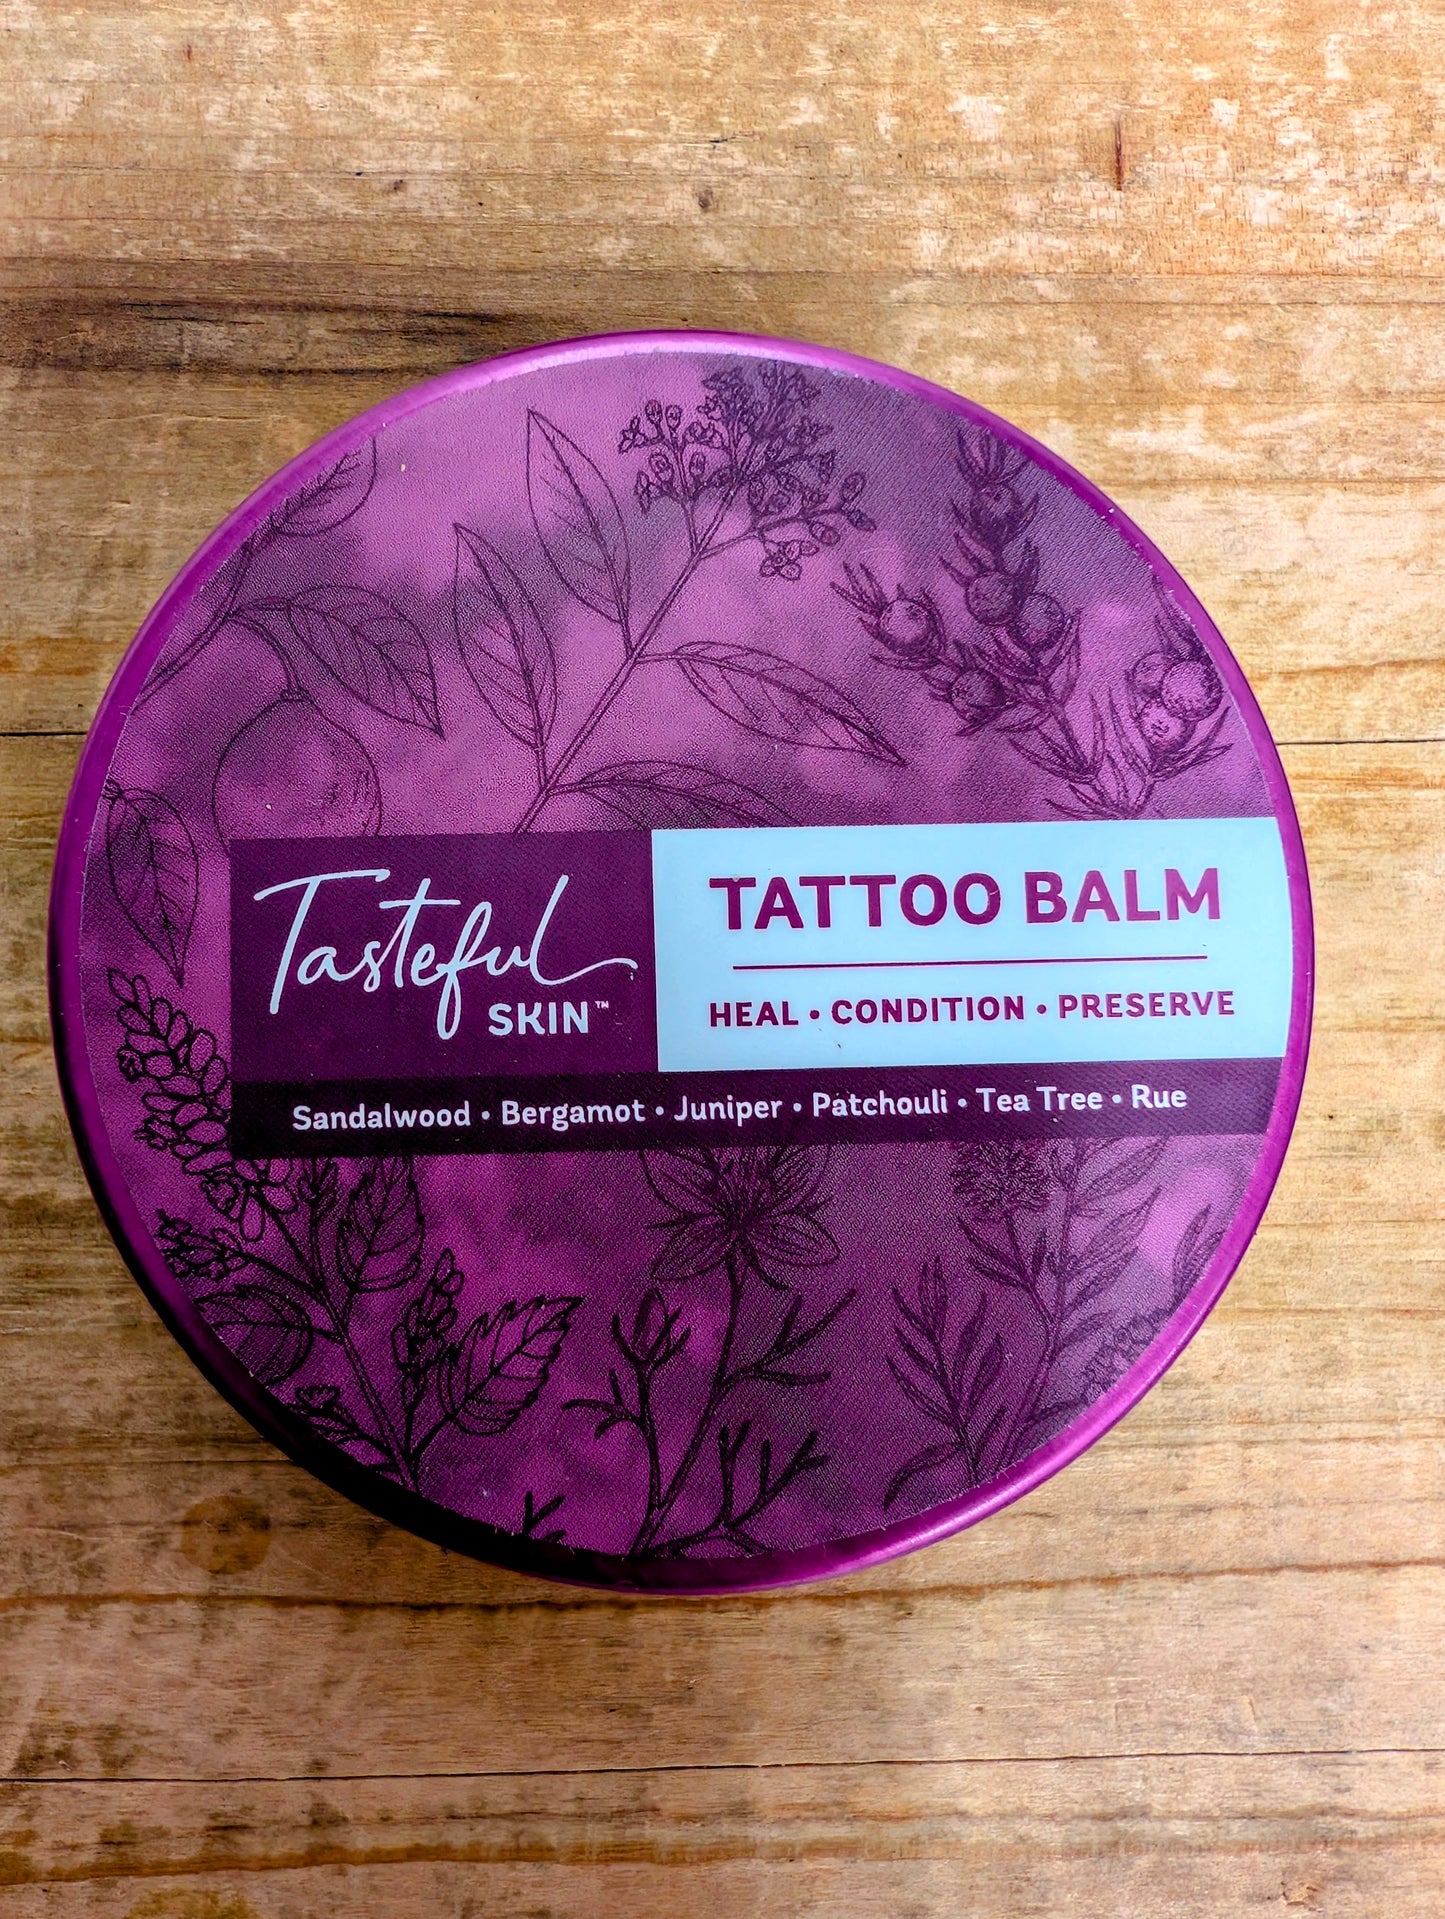 Tasteful
SKIN™
TATTOO BALM
HEAL • CONDITION • PRESERVE
Sandalwood • Bergamot • Juniper • Patchouli • Tea Tree • Rue